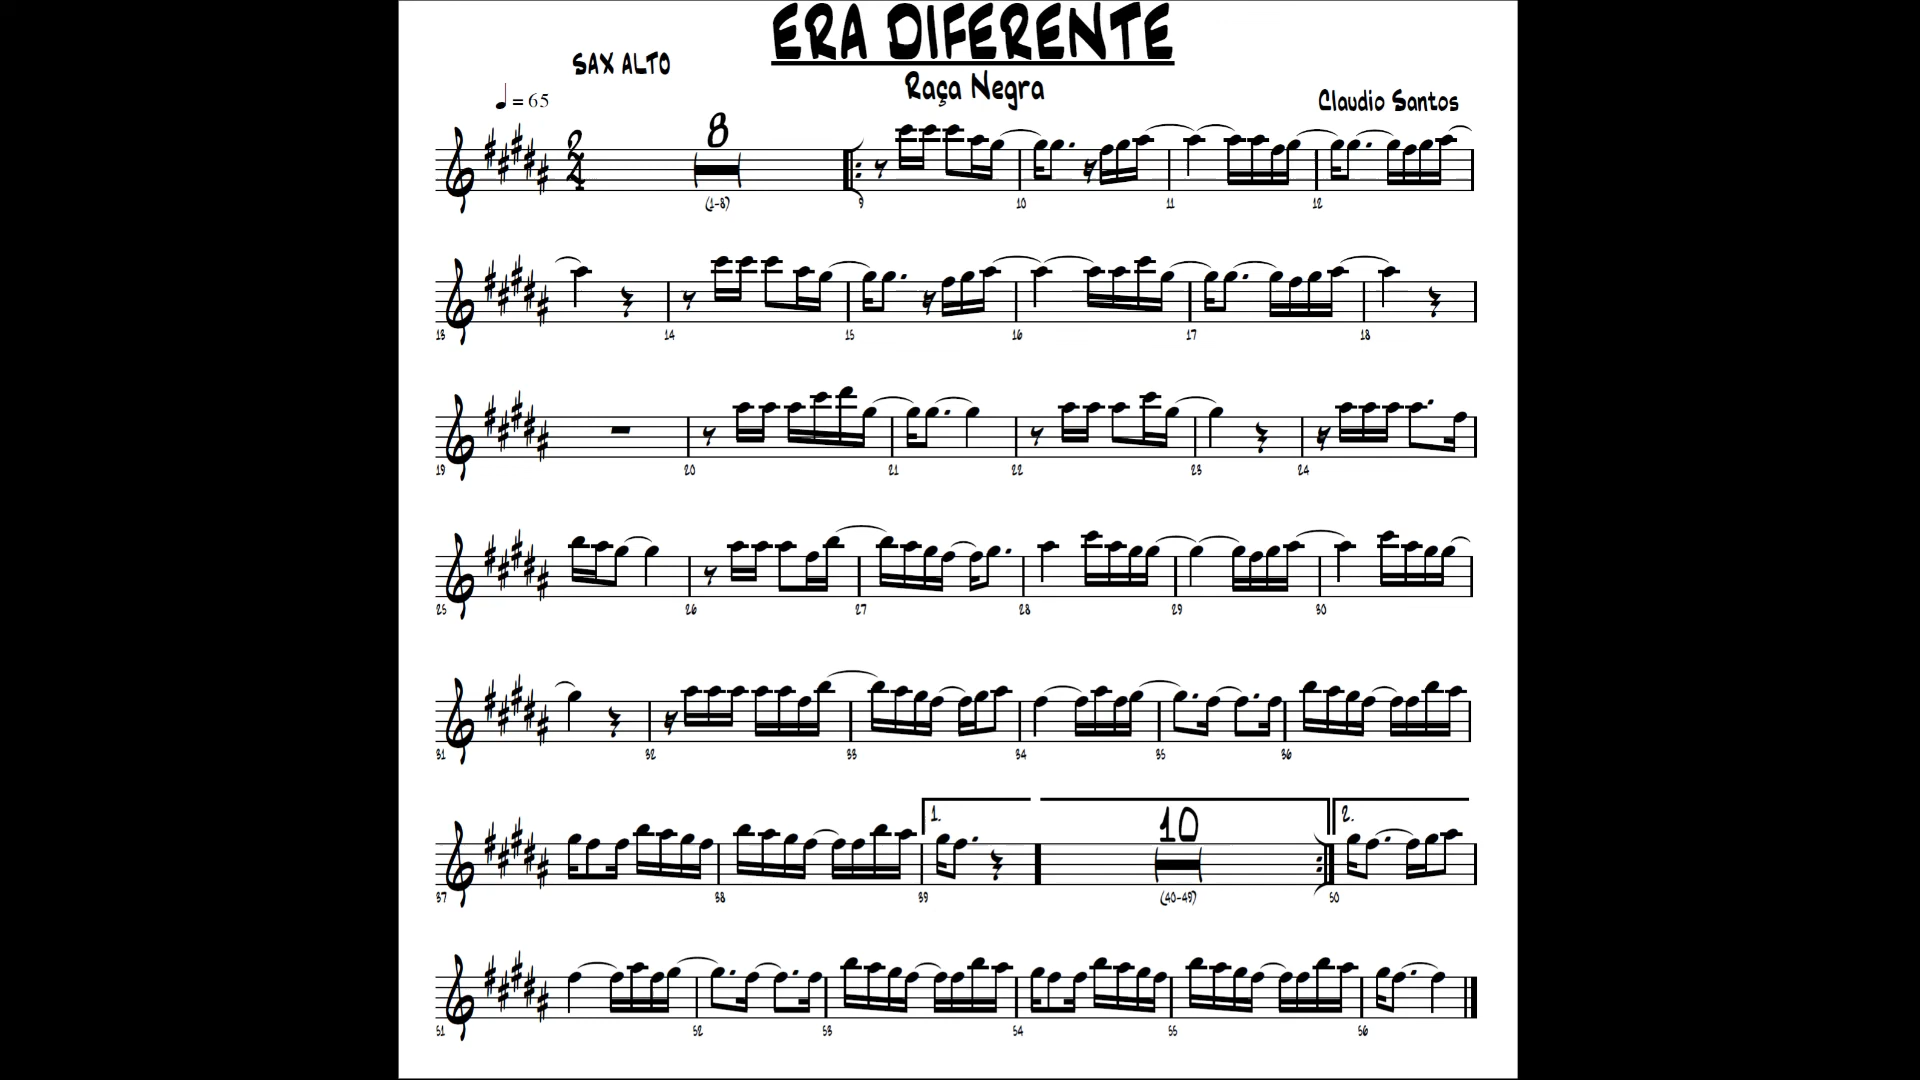 ERA DIFERENTE
SAX ALTO
Raça Negra
= 65
Claudio Santos
2
4
8
(1-8)
9 10 11 12
13 14 15 16 17 18
19 20 21 22 23 24
25 26 27 28 29 30
31 32 33 34 35 36
1. 10 2.
37 38 39 (40-49) 50
51 52 53 54 55 56